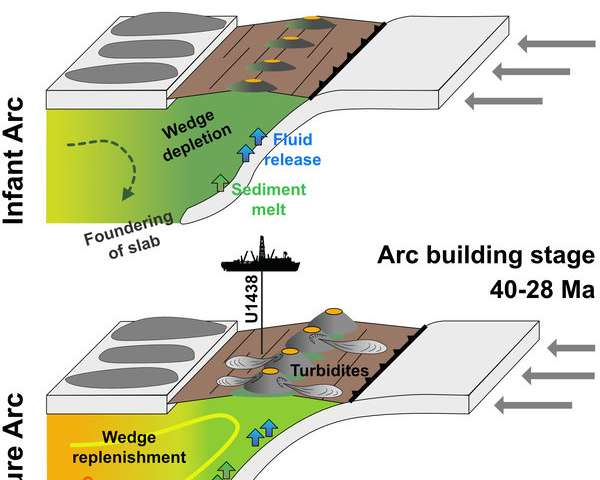 Infant Arc
Wedge
depletion
Fluid
release
Sediment
melt
Foundering
of slab
Arc building stage
40-28 Ma
U1438
Turbidites
Wedge
replenishment
ure Arc